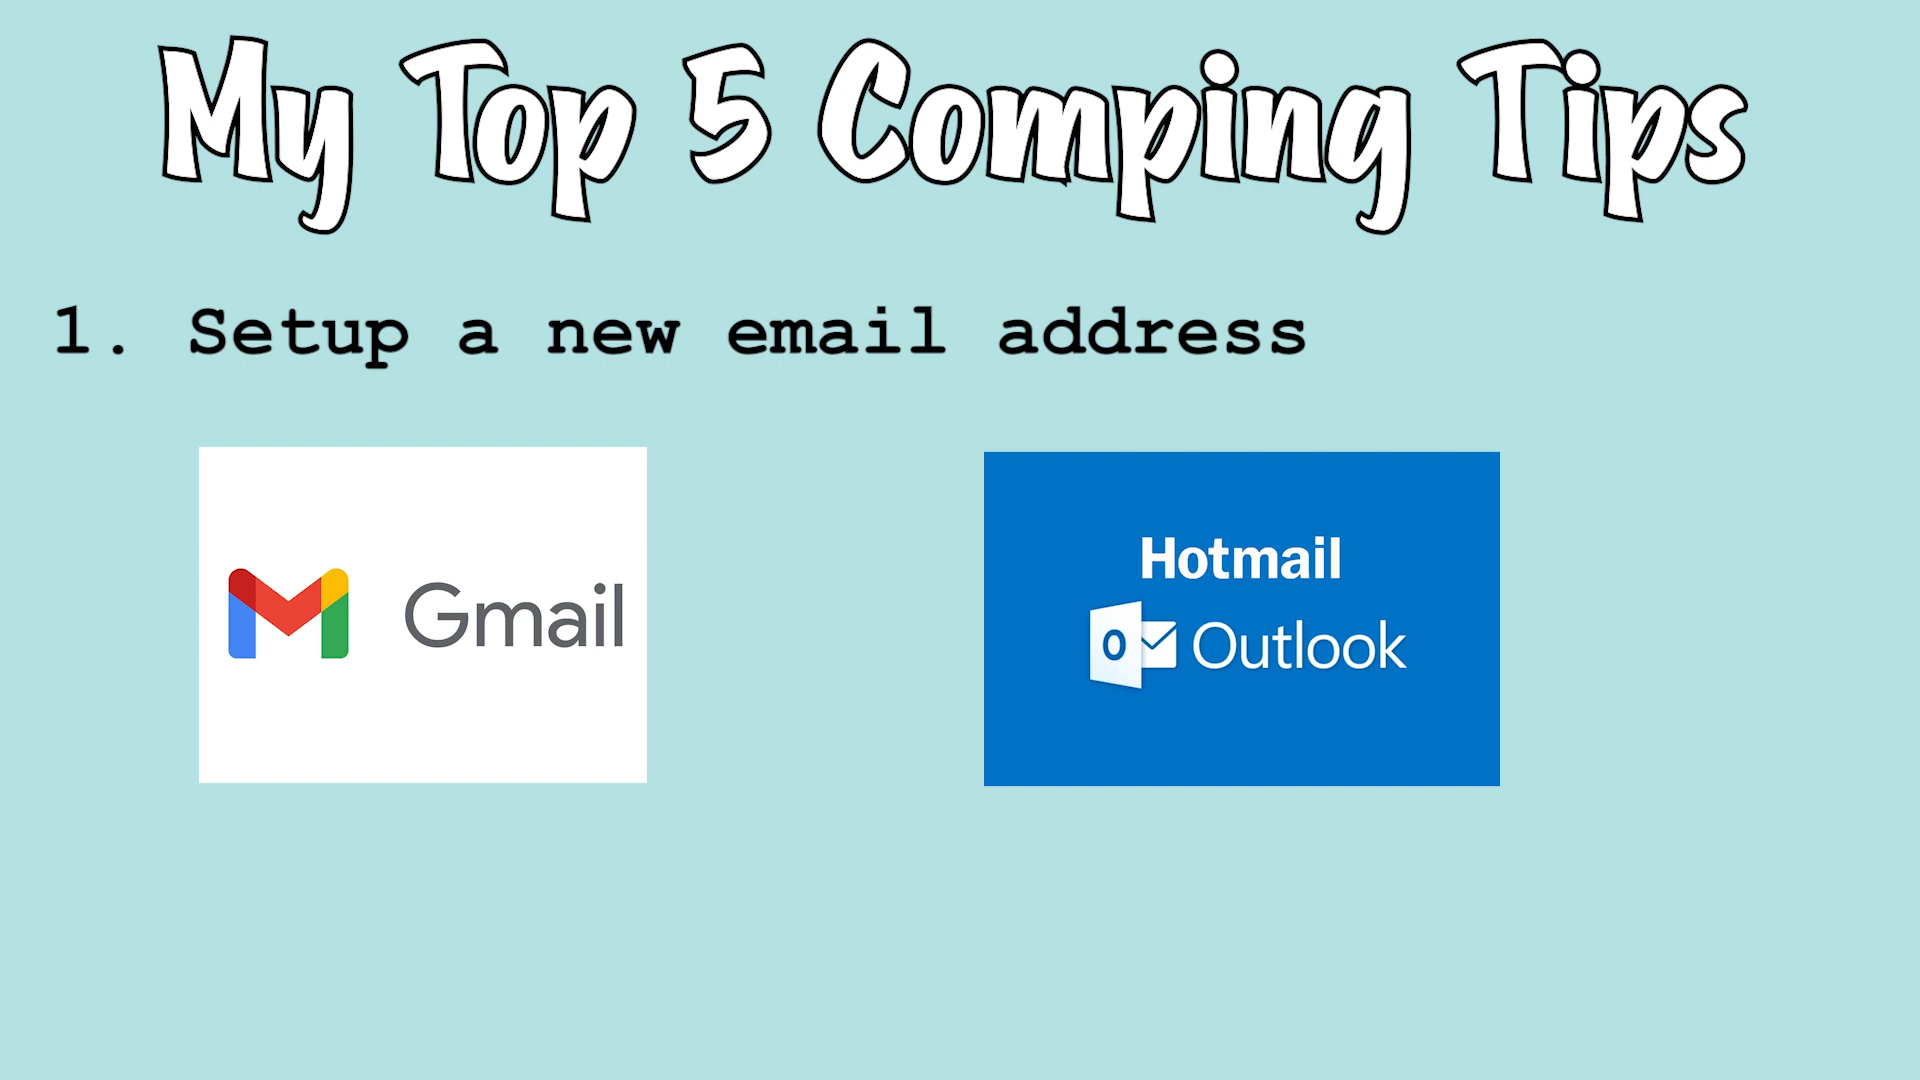 My Top 5 Comping Tips
1. Setup a new email address
Gmail
Hotmail
Outlook